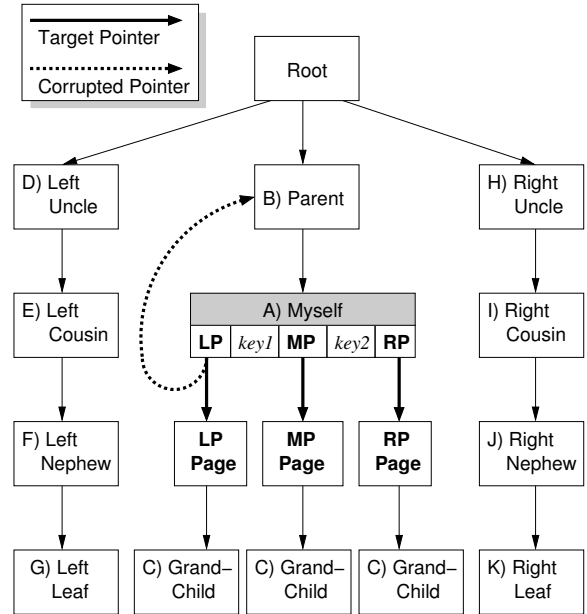 Target Pointer
Corrupted Pointer
Root
D) Left
Uncle
B) Parent
H) Right
Uncle
E) Left
Cousin
A) Myself
LP key1 MP key2 RP
I) Right
Cousin
F) Left
Nephew
LP
Page
MP
Page
RP
Page
J) Right
Nephew
G) Left
Leaf
C) Grand−
Child
C) Grand−
Child
C) Grand−
Child
K) Right
Leaf